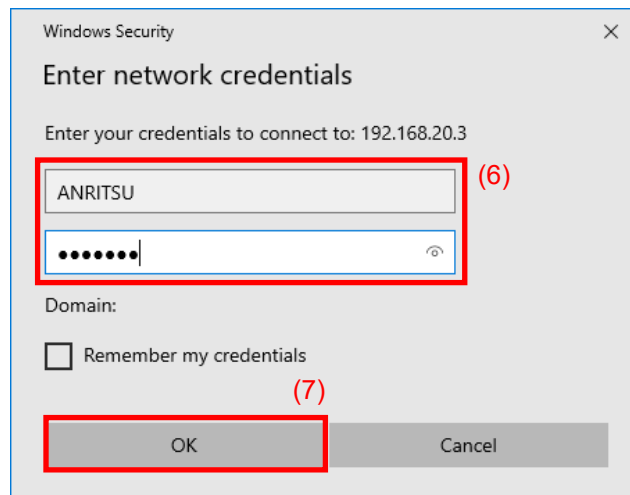 Windows Security
Enter network credentials
Enter your credentials to connect to: 192.168.20.3
(6)
ANRITSU
●●●●●●●
Domain:
Remember my credentials
(7)
OK
Cancel